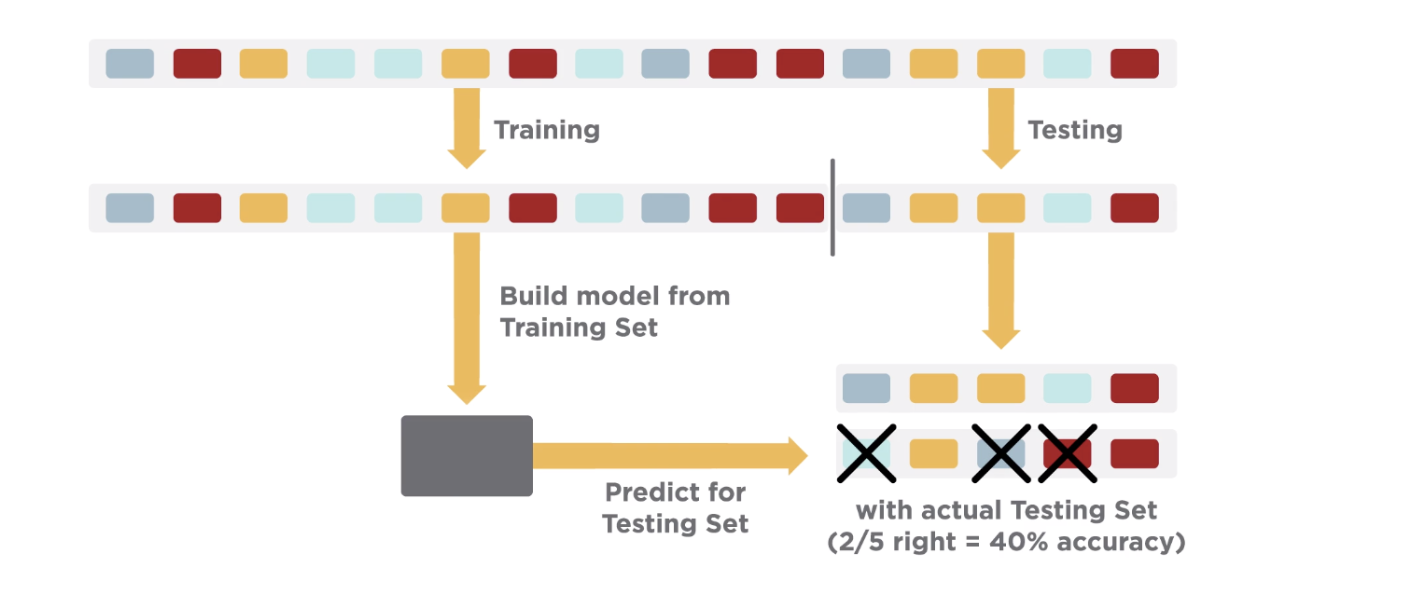 Training
Testing
Build model from
Training Set
Predict for
Testing Set
with actual Testing Set
(2/5 right = 40% accuracy)